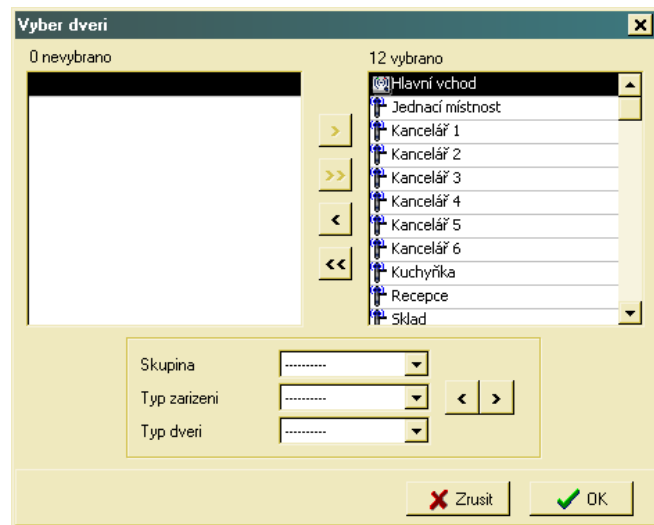 Vyber dveri
0 nevybrano
12 vybrano
Hlavní vchod
Jednací místnost
Kancelář 1
Kancelář 2
Kancelář 3
Kancelář 4
Kancelář 5
Kancelář 6
Kuchyňka
Recepce
Sklad
>
>>
<
<<
Skupina ----------
Typ zarizeni ----------
Typ dveri ----------
< >
Zrusit OK